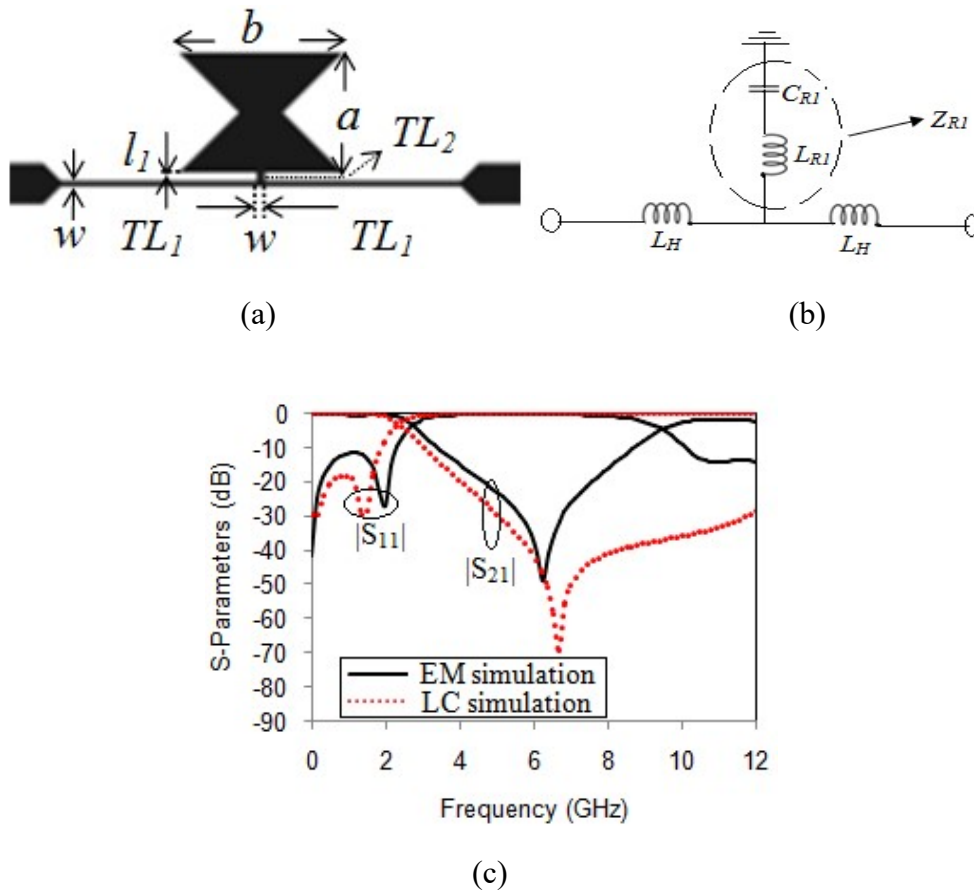 b
a
l1
TL2
w
TL1
w
TL1
(a)
CR1
ZR1
LR1
LH
LH
(b)
S-Parameters (dB)
0
-10
-20
-30
-40
-50
-60
-70
-80
-90
|S11|
|S21|
EM simulation
LC simulation
0 2 4 6 8 10 12
Frequency (GHz)
(c)